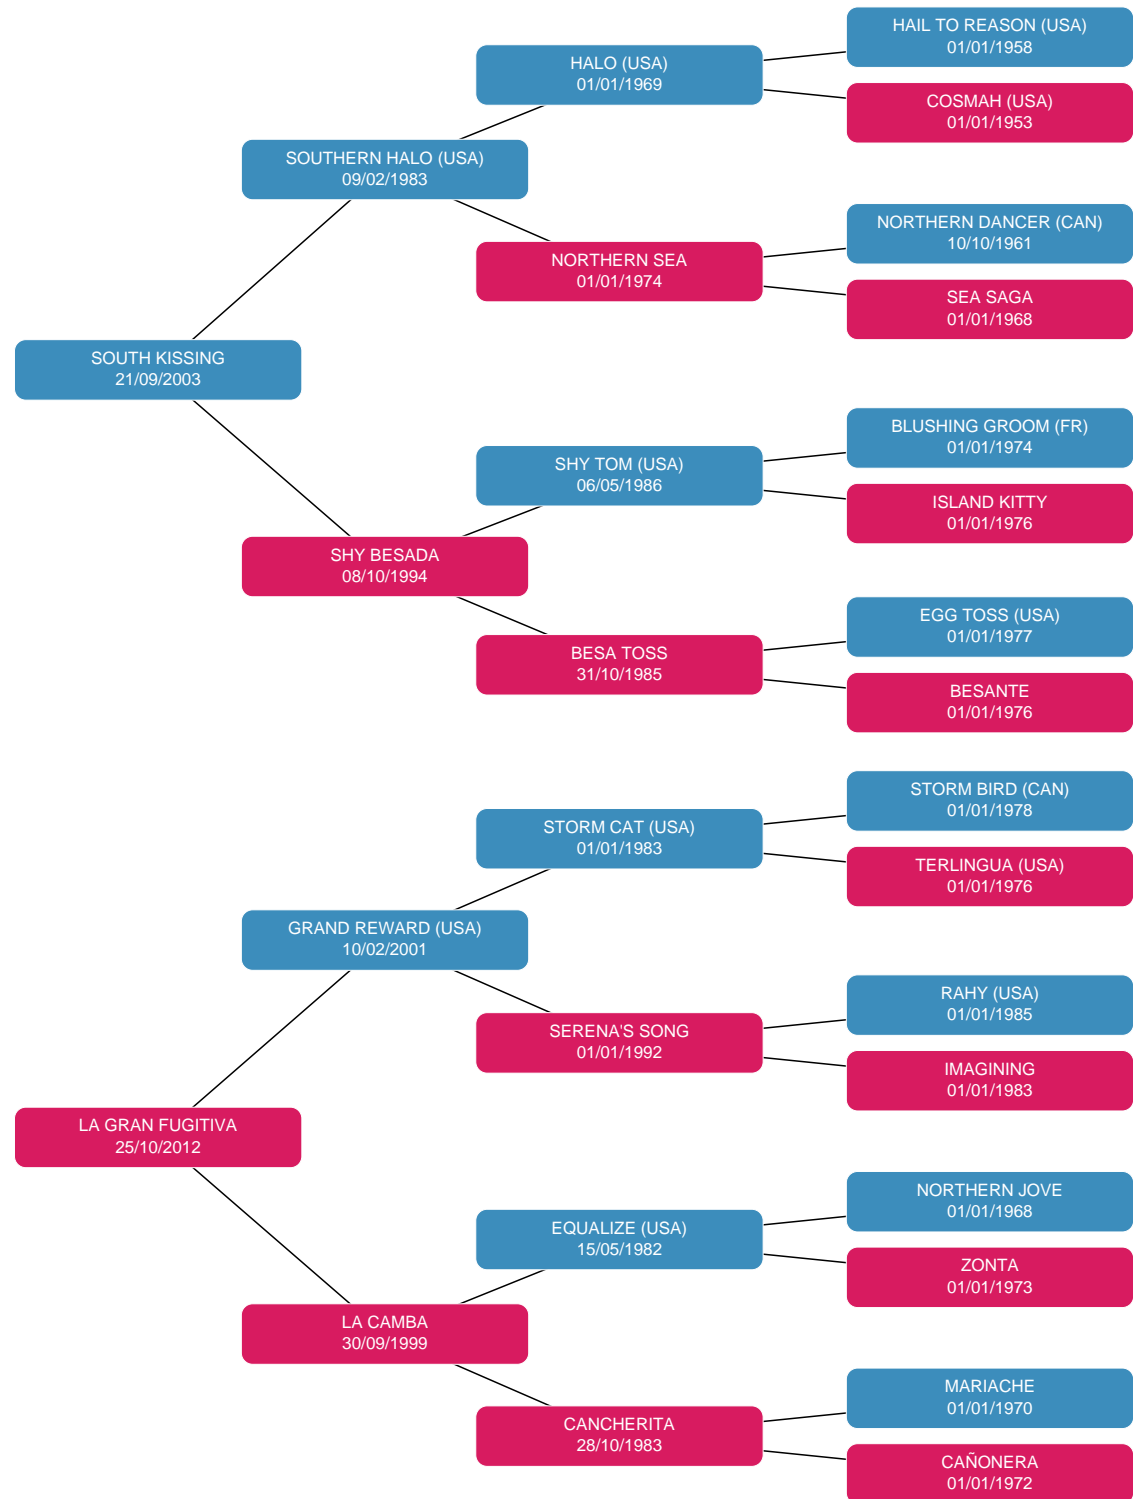 HAIL TO REASON (USA)
01/01/1958
HALO (USA)
01/01/1969
COSMAH (USA)
01/01/1953
SOUTHERN HALO (USA)
09/02/1983
NORTHERN DANCER (CAN)
10/10/1961
NORTHERN SEA
01/01/1974
SEA SAGA
01/01/1968
SOUTH KISSING
21/09/2003
BLUSHING GROOM (FR)
01/01/1974
SHY TOM (USA)
06/05/1986
ISLAND KITTY
01/01/1976
SHY BESADA
08/10/1994
EGG TOSS (USA)
01/01/1977
BESA TOSS
31/10/1985
BESANTE
01/01/1976
STORM BIRD (CAN)
01/01/1978
STORM CAT (USA)
01/01/1983
TERLINGUA (USA)
01/01/1976
GRAND REWARD (USA)
10/02/2001
RAHY (USA)
01/01/1985
SERENA'S SONG
01/01/1992
IMAGINING
01/01/1983
LA GRAN FUGITIVA
25/10/2012
NORTHERN JOVE
01/01/1968
EQUALIZE (USA)
15/05/1982
ZONTA
01/01/1973
LA CAMBA
30/09/1999
MARIACHE
01/01/1970
CANCHERITA
28/10/1983
CAÑONERA
01/01/1972